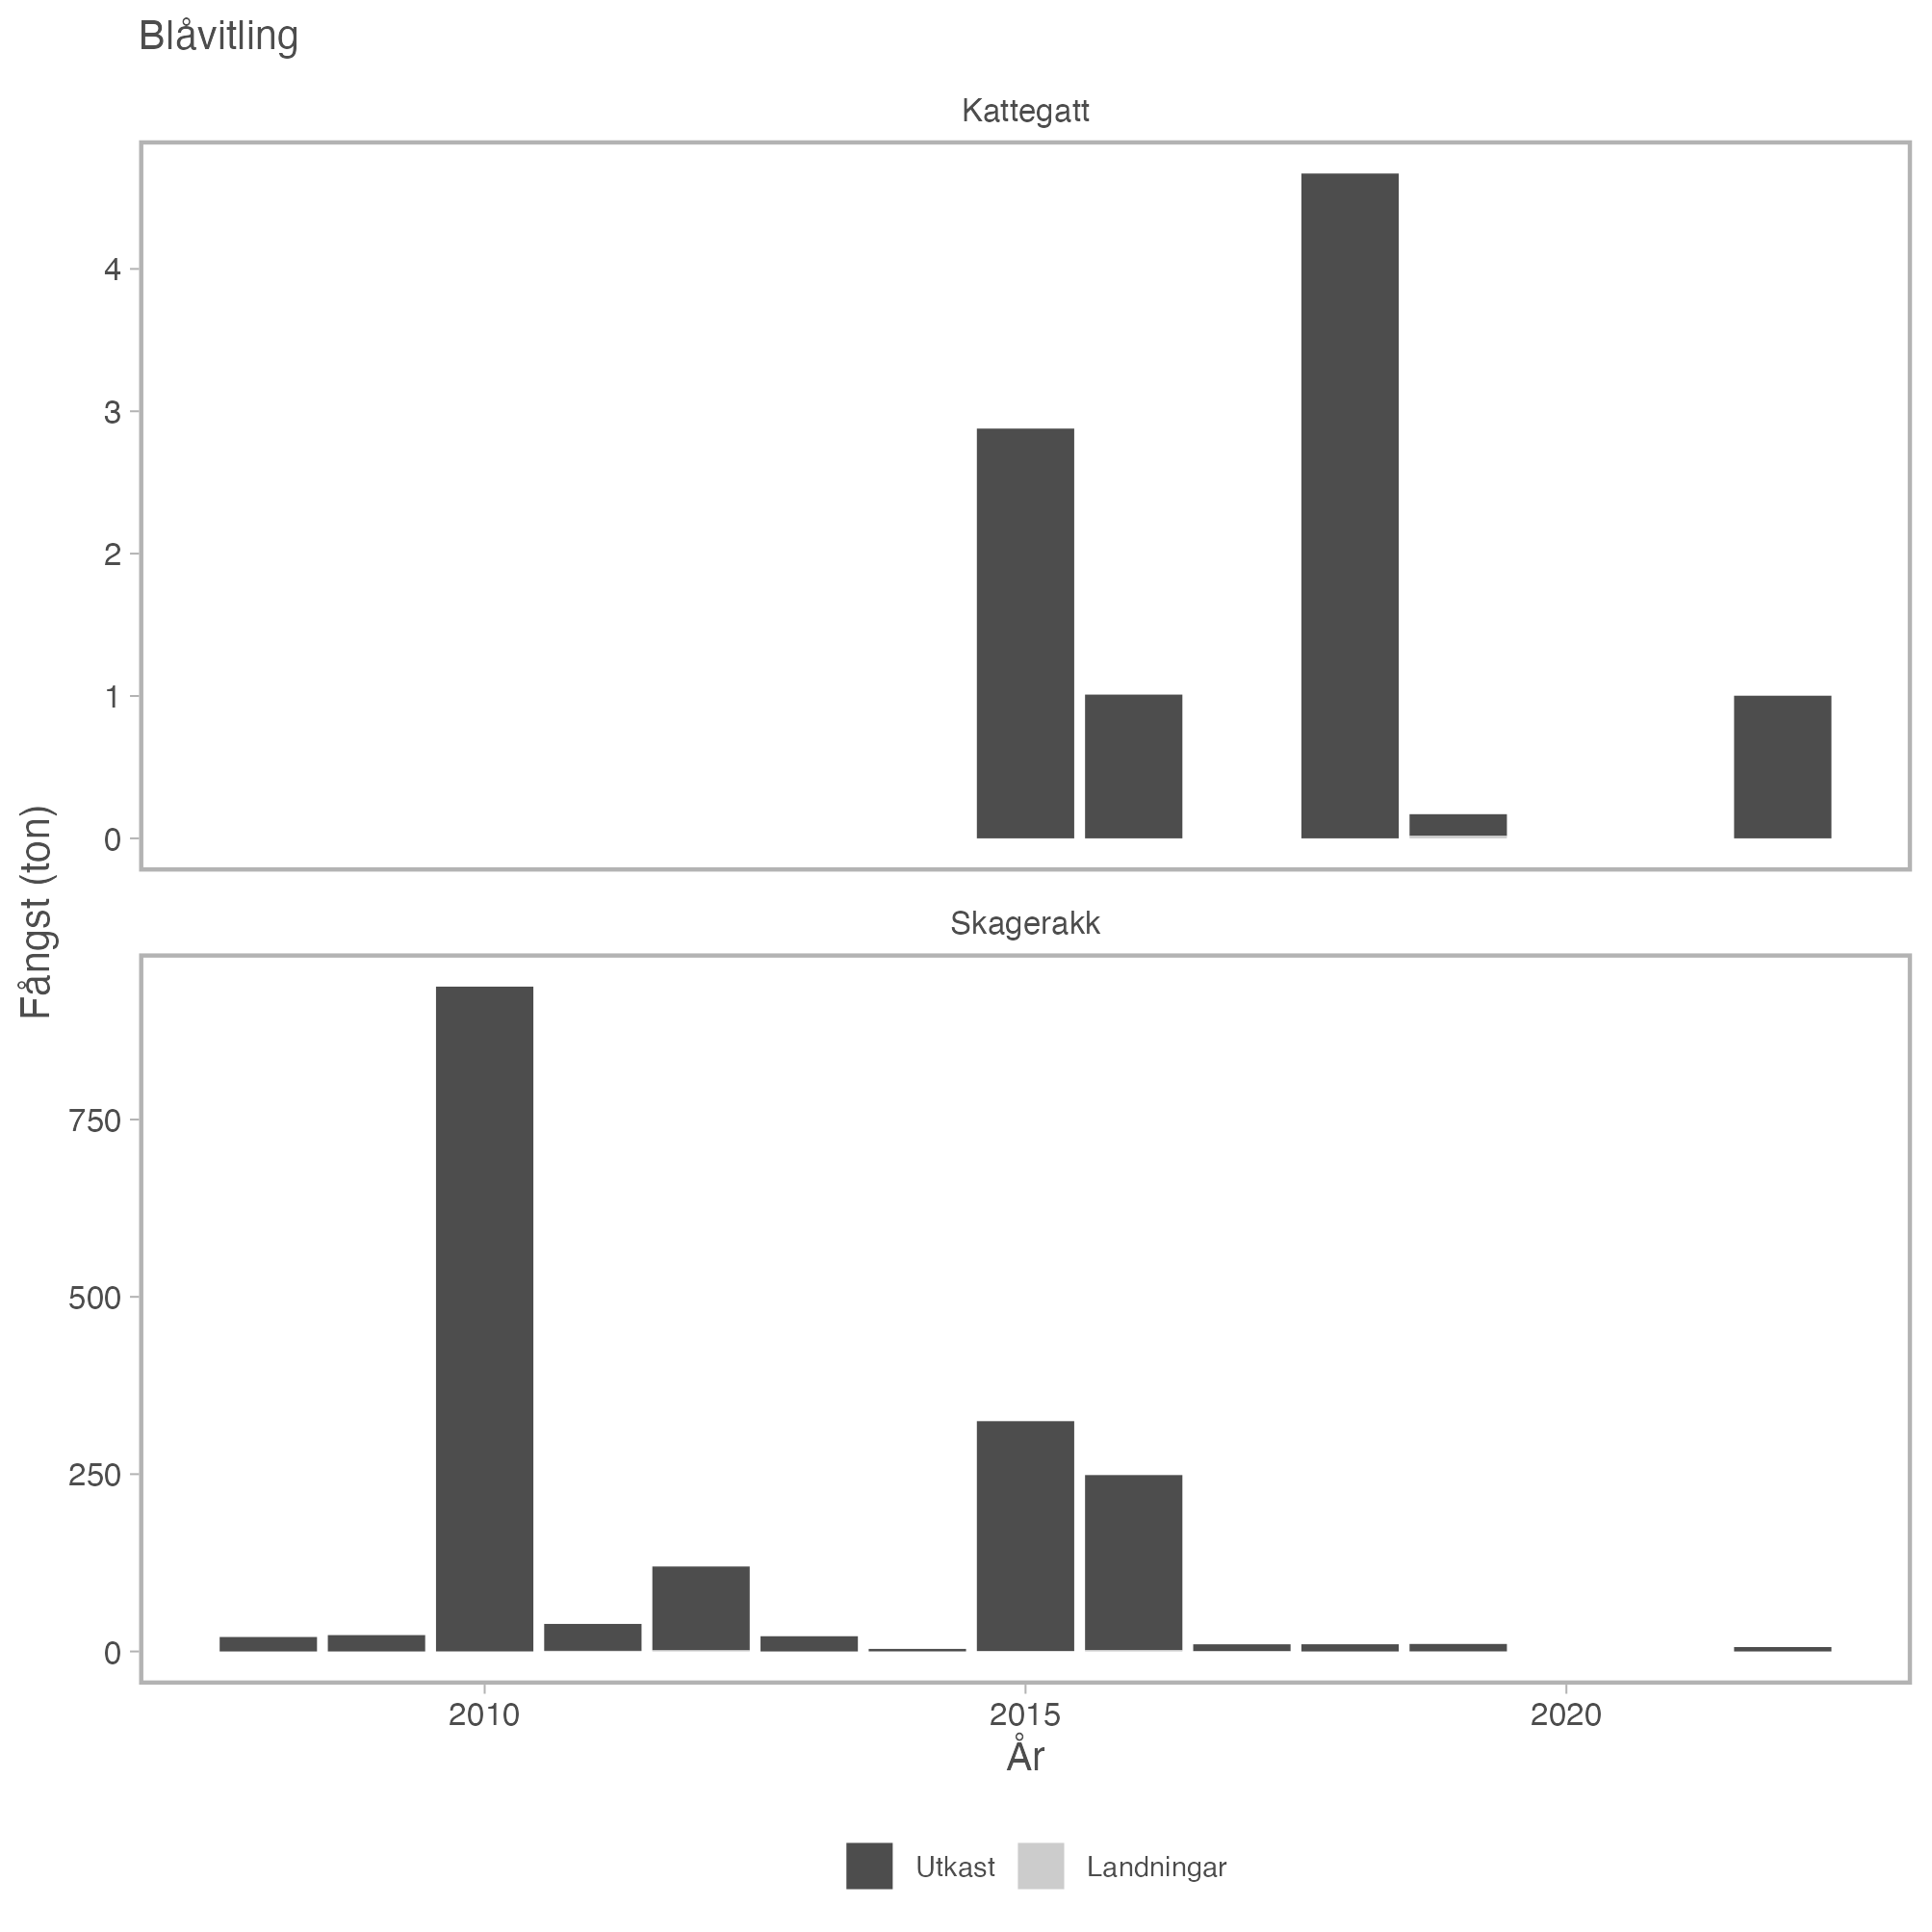 Blåvitling
Kattegatt
4
3
2
1
0
Fångst (ton)
Skagerakk
750
500
250
0
2010 2015 2020
År
Utkast Landningar